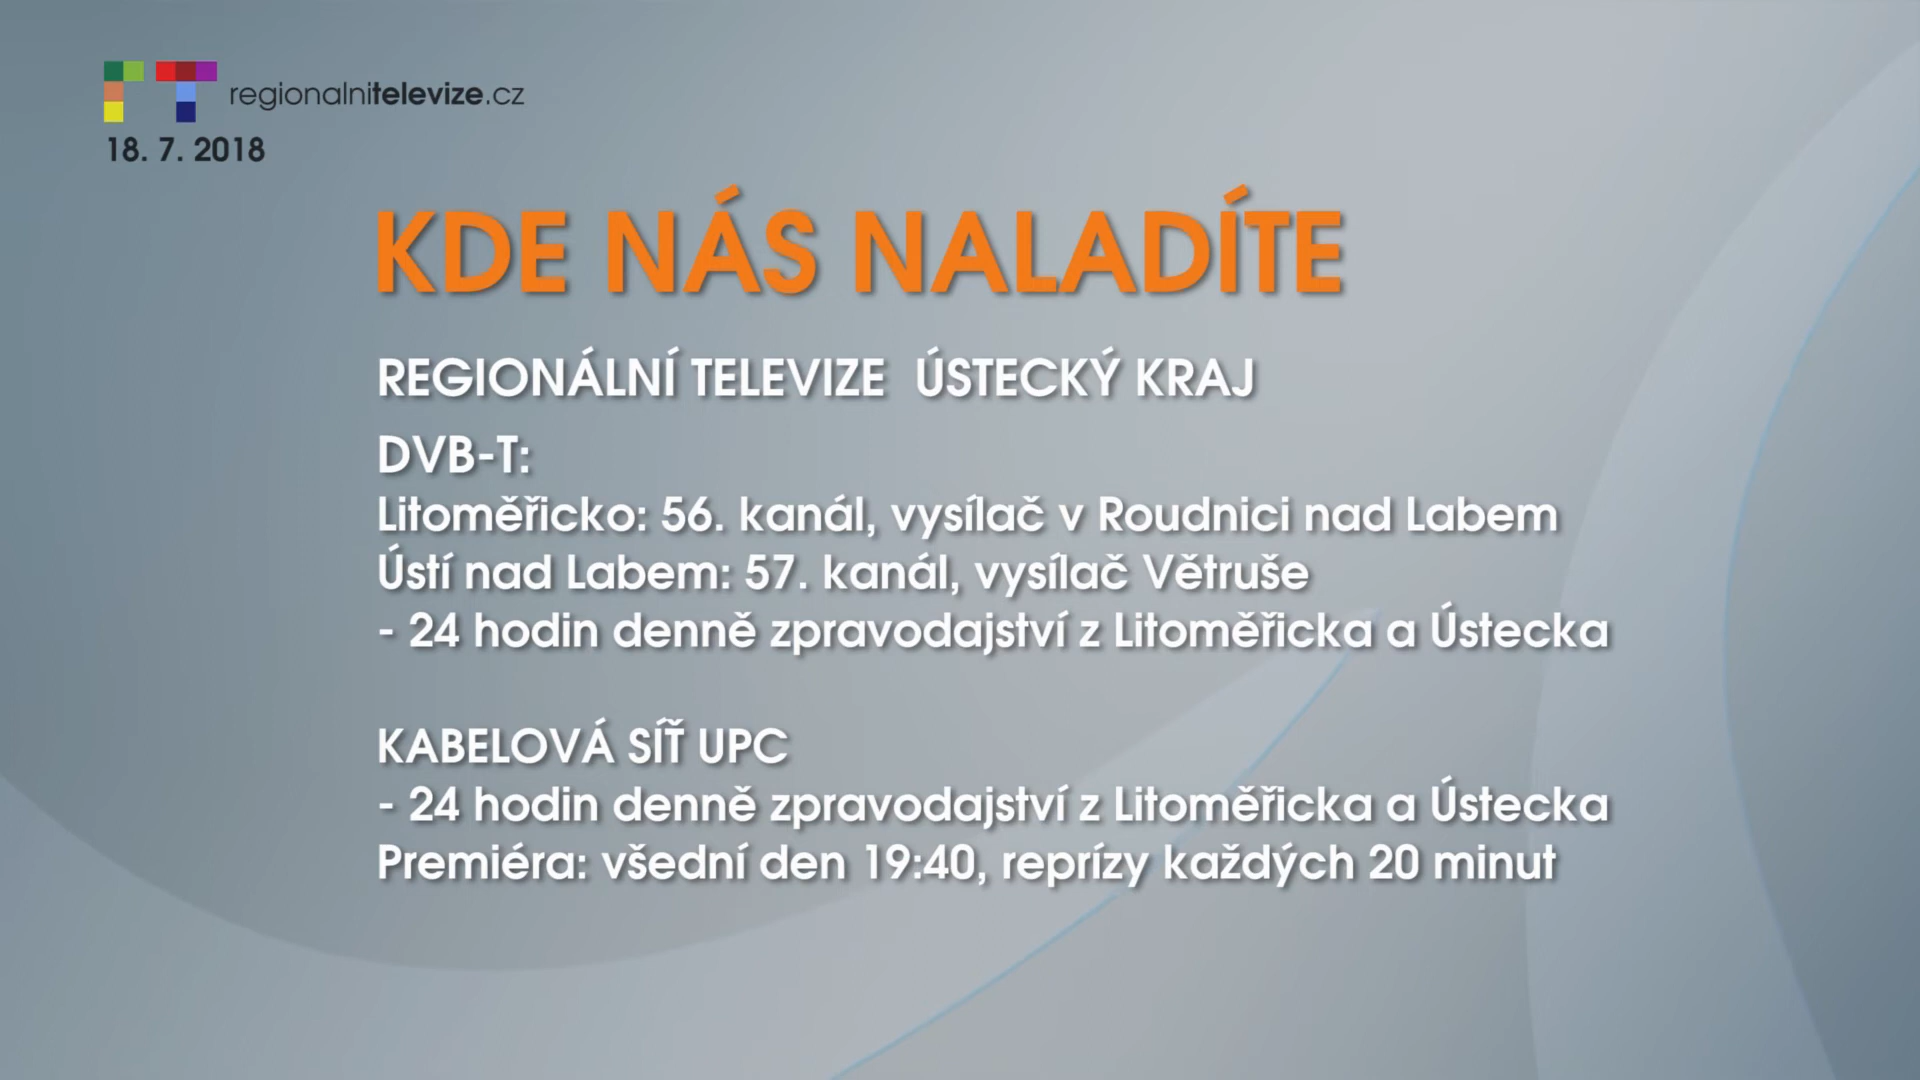 regionalnitelevize.cz
18. 7. 2018
KDE NÁS NALADÍTE
REGIONÁLNÍ TELEVIZE ÚSTECKÝ KRAJ
DVB-T:
Litoměřicko: 56. kanál, vysílač v Roudnici nad Labem
Ústí nad Labem: 57. kanál, vysílač Větruše
- 24 hodin denně zpravodajství z Litoměřicka a Ústecka
KABELOVÁ SÍŤ UPC
- 24 hodin denně zpravodajství z Litoměřicka a Ústecka
Premiéra: všední den 19:40, reprízy každých 20 minut